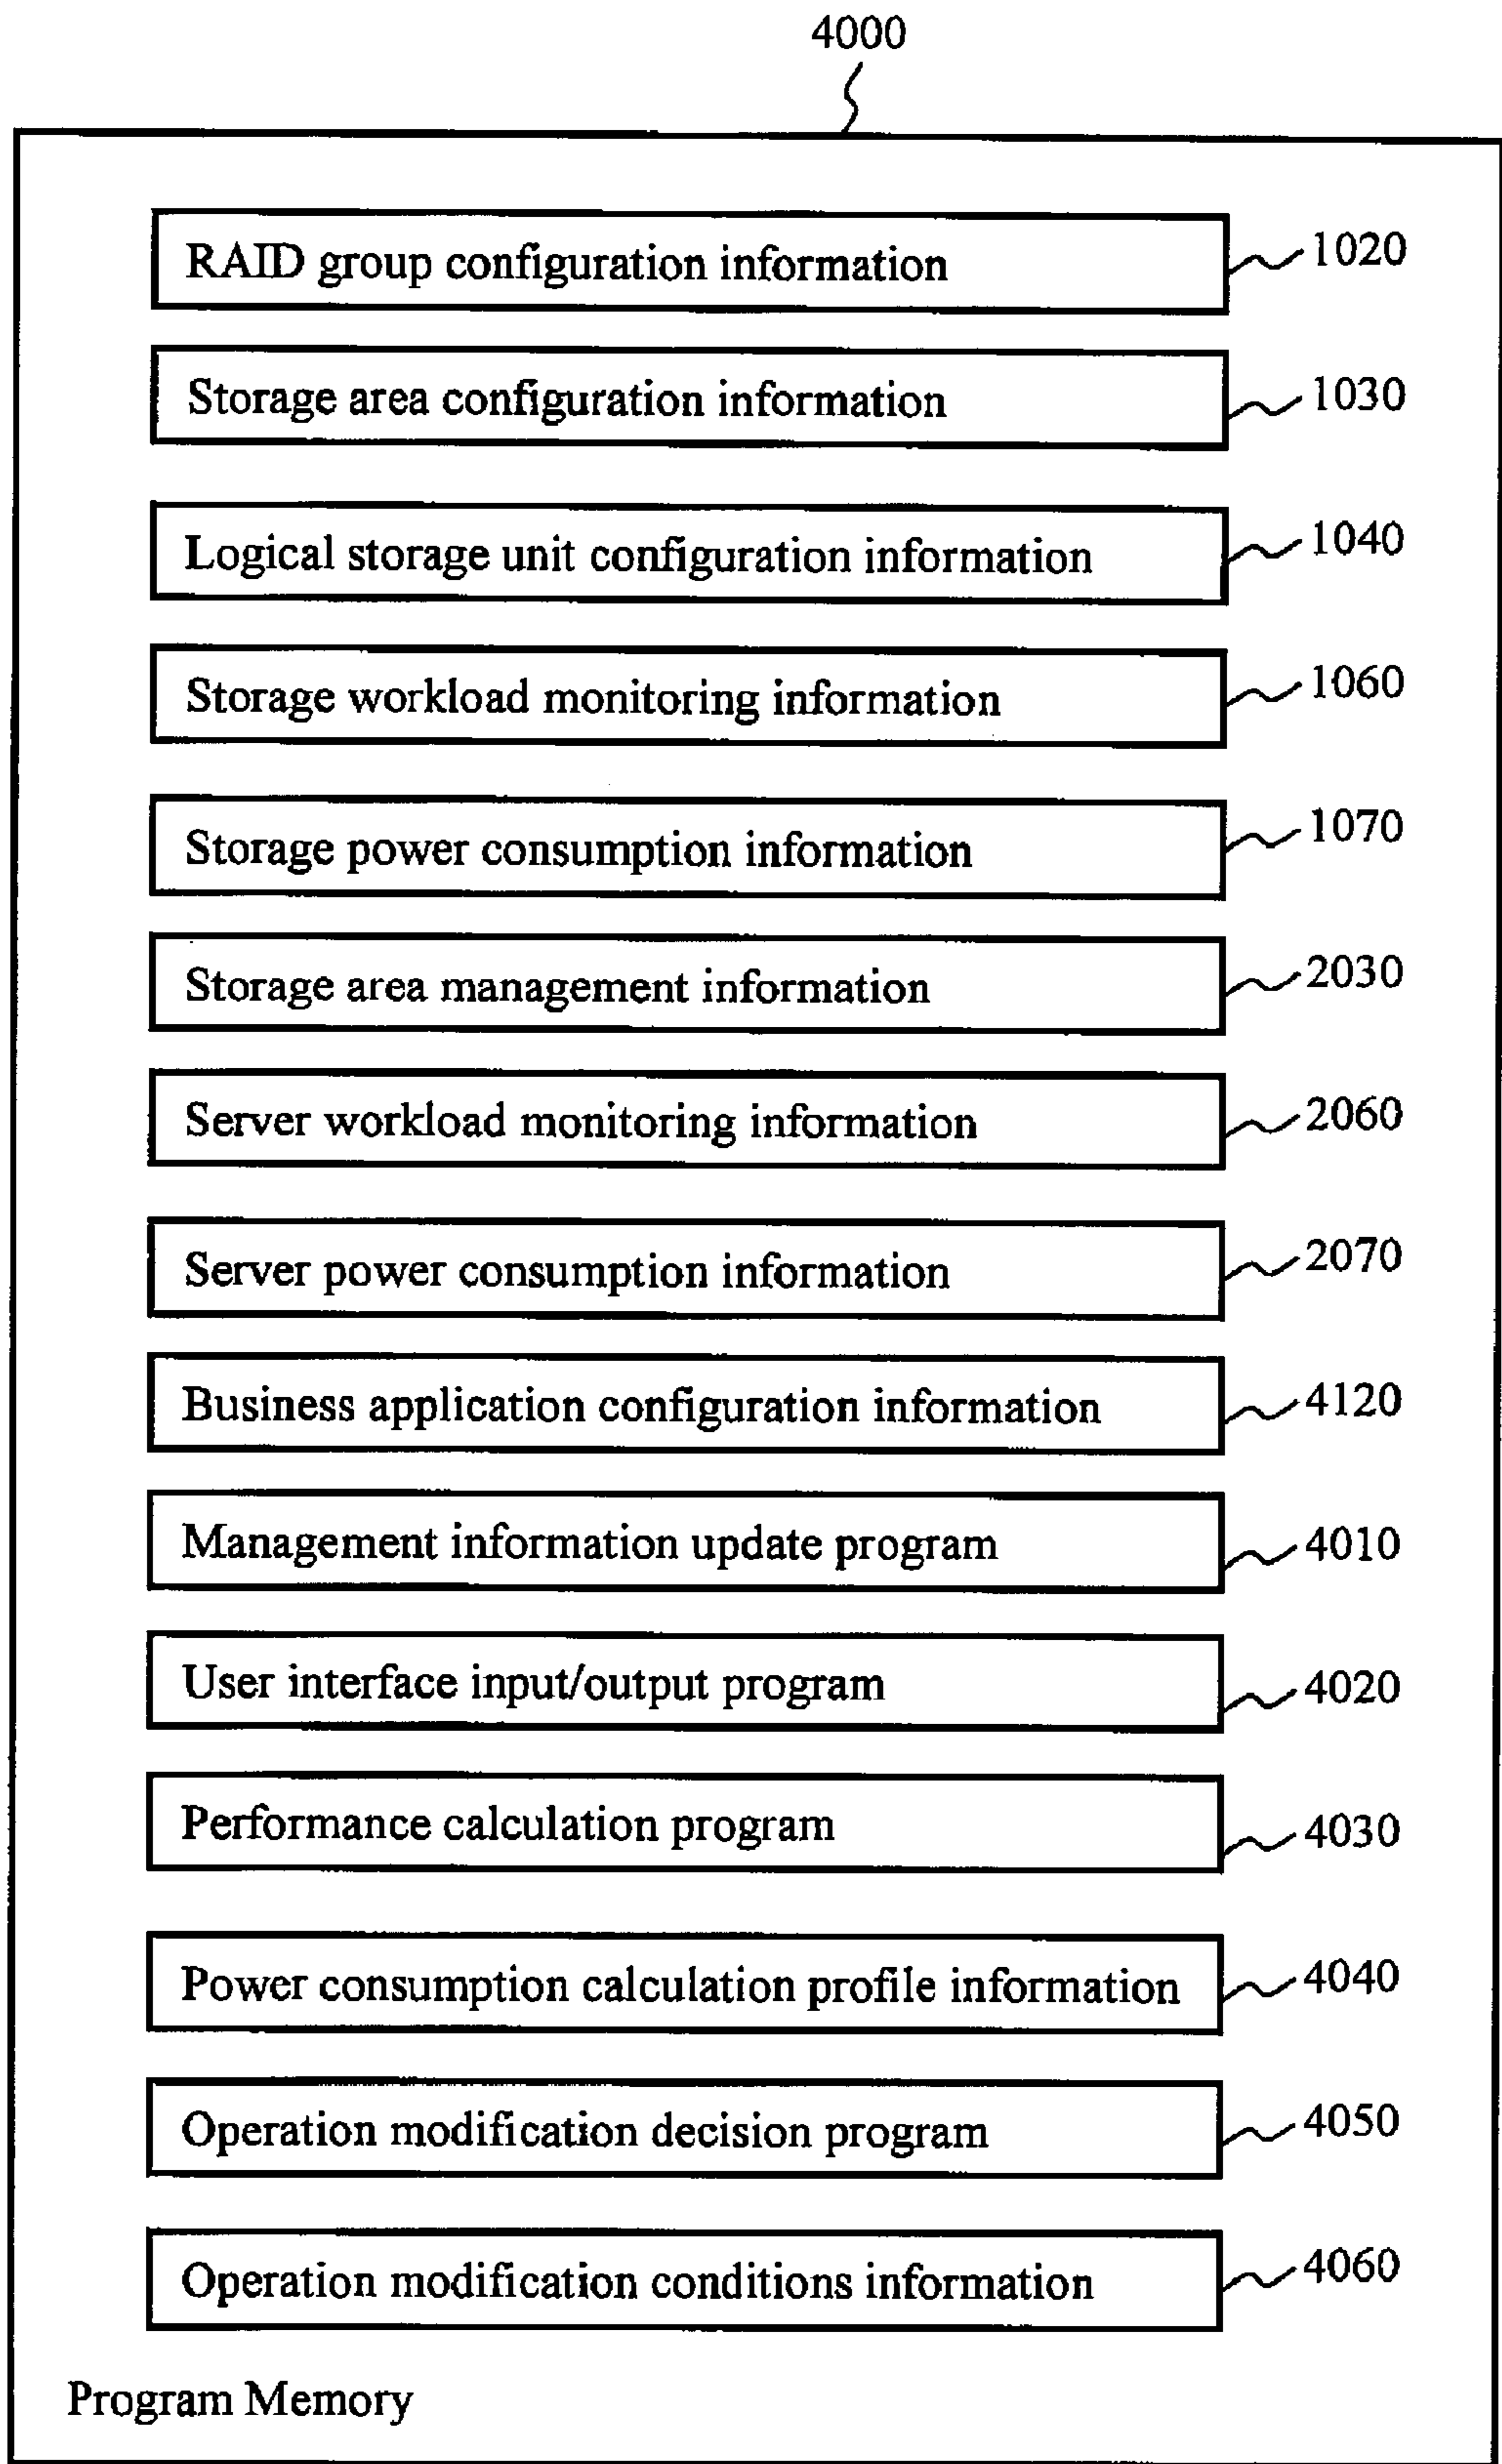 4000
RAID group configuration information 1020
Storage area configuration information 1030
Logical storage unit configuration information 1040
Storage workload monitoring information 1060
Storage power consumption information 1070
Storage area management information 2030
Server workload monitoring information 2060
Server power consumption information 2070
Business application configuration information 4120
Management information update program 4010
User interface input/output program 4020
Performance calculation program 4030
Power consumption calculation profile information 4040
Operation modification decision program 4050
Operation modification conditions information 4060
Program Memory